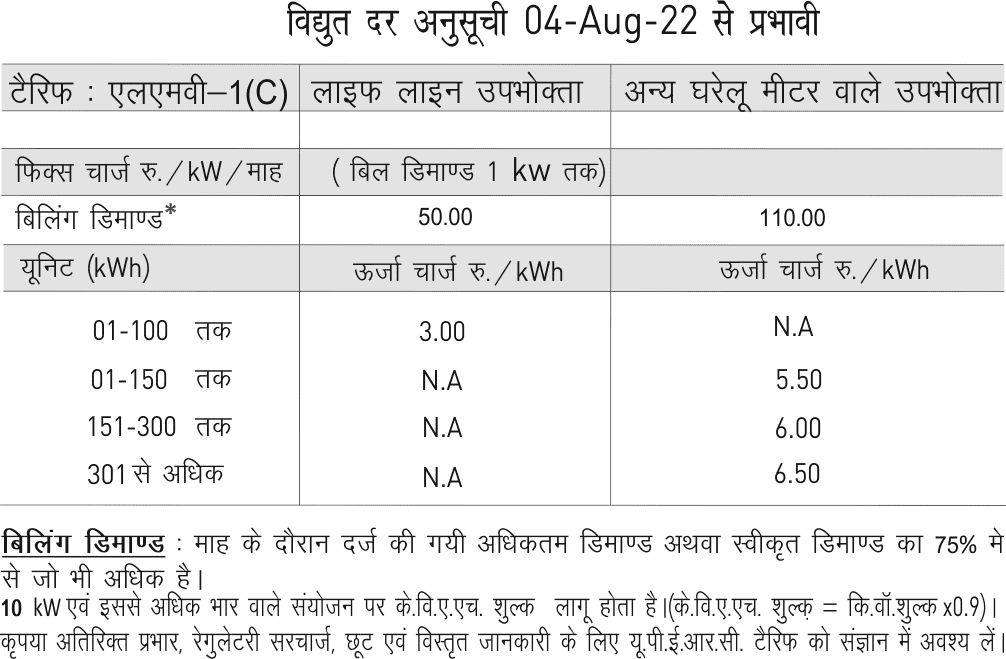 विद्युत दर अनुसूची 04-Aug-22 से प्रभावी
टैरिफ : एलएमवी–1(C) लाइफ लाइन उपभोक्ता अन्य घरेलू मीटर वाले उपभोक्ता
फिक्स चार्ज रु./kW/माह ( बिल डिमाण्ड 1 kw तक)
बिलिंग डिमाण्ड* 50.00 110.00
यूनिट (kWh) ऊर्जा चार्ज रु./kWh ऊर्जा चार्ज रु./kWh
01-100 तक 3.00 N.A
01-150 तक N.A 5.50
151-300 तक N.A 6.00
301 से अधिक N.A 6.50
बिलिंग डिमाण्ड : माह के दौरान दर्ज की गयी अधिकतम डिमाण्ड अथवा स्वीकृत डिमाण्ड का 75% मे
से जो भी अधिक है।
10 kW एवं इससे अधिक भार वाले संयोजन पर के.वि.ए.एच. शुल्क लागू होता है।(के.वि.ए.एच. शुल्क़ = कि.वॉ.शुल्क x0.9)।
कृपया अतिरिक्त प्रभार, रेगुलेटरी सरचार्ज, छूट एवं विस्तृत जानकारी के लिए यू.पी.ई.आर.सी. टैरिफ को संज्ञान में अवश्य लें।